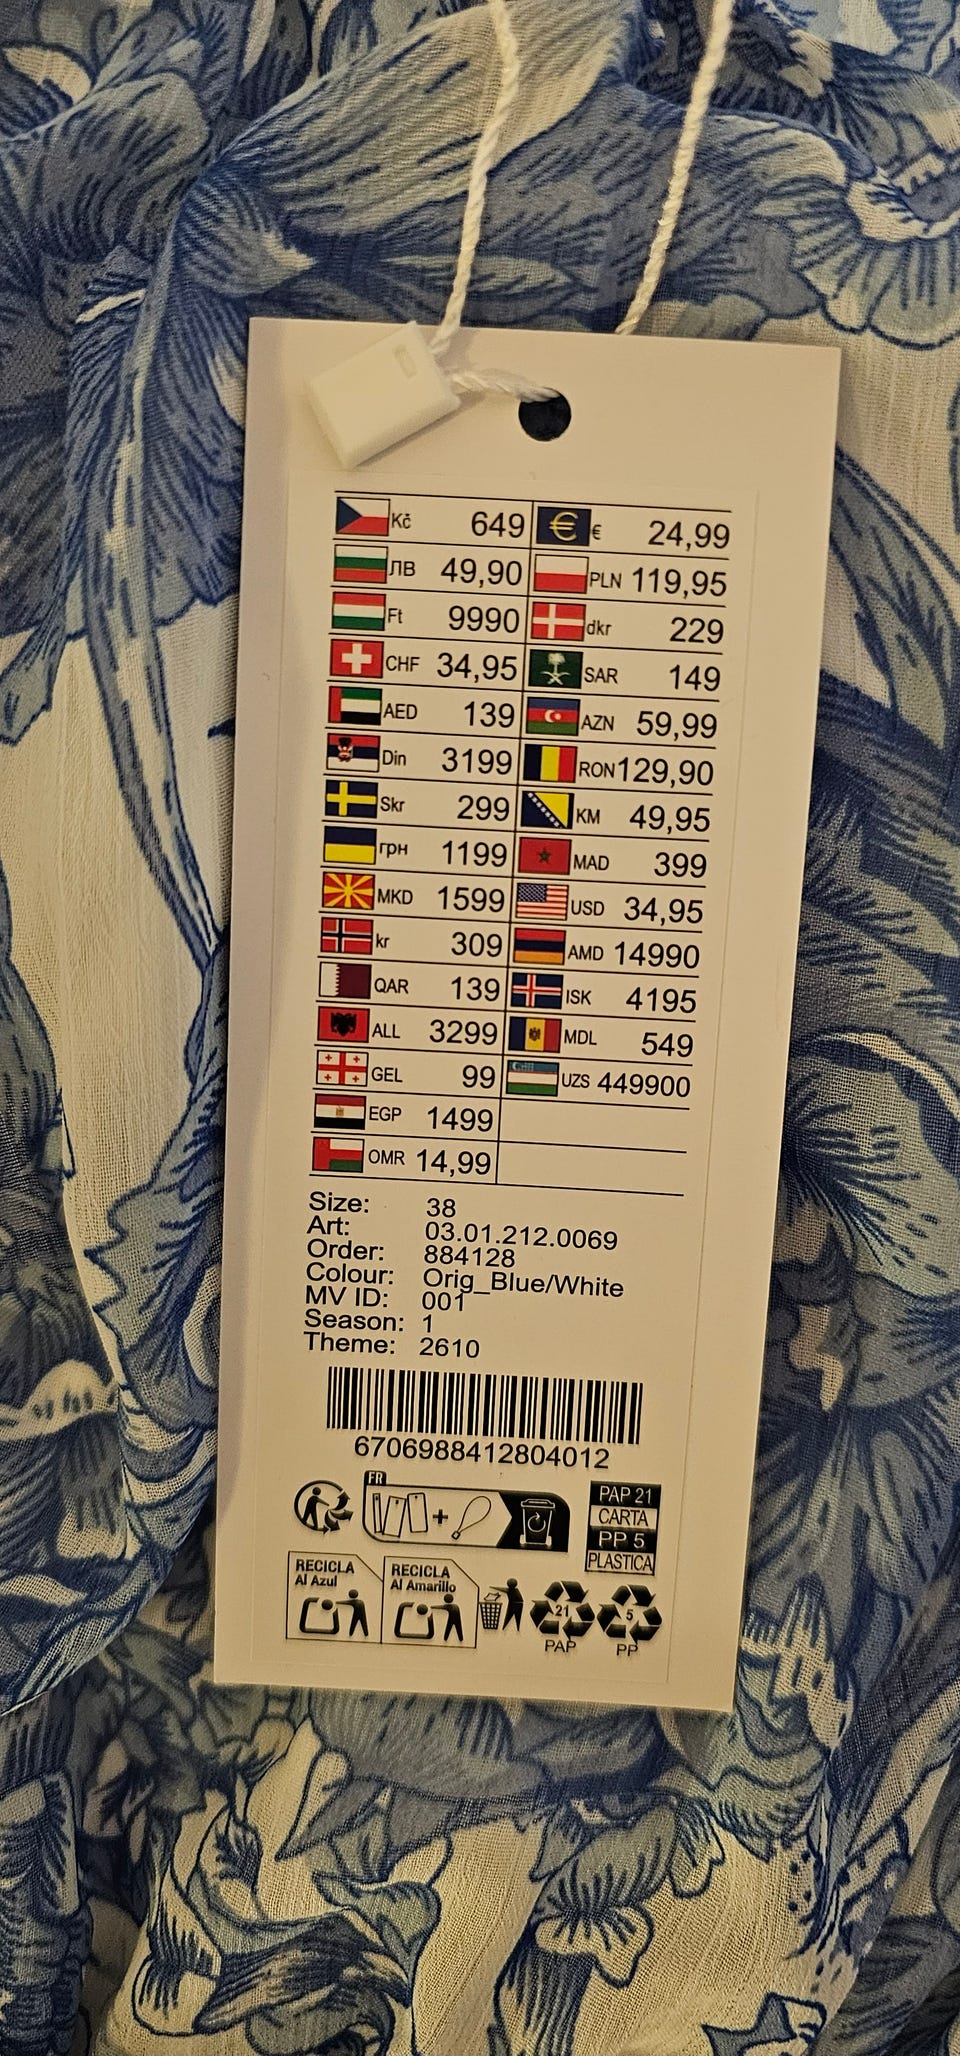 Kč 649 € 24,99
ЛВ 49,90 PLN 119,95
Ft 9990 dkr 229
CHF 34,95 SAR 149
AED 139 AZN 59,99
Din 3199 RON 129,90
Skr 299 KM 49,95
грн 1199 MAD 399
MKD 1599 USD 34,95
kr 309 AMD 14990
QAR 139 ISK 4195
ALL 3299 MDL 549
GEL 99 UZS 449900
EGP 1499
OMR 14,99
Size: 38
Art: 03.01.212.0069
Order: 884128
Colour: Orig_Blue/White
MV ID: 001
Season: 1
Theme: 2610
6706988412804012
FR
+
PAP 21
CARTA
PP 5
PLASTICA
RECICLA
Al Azul
RECICLA
Al Amarillo
21
PAP
5
PP